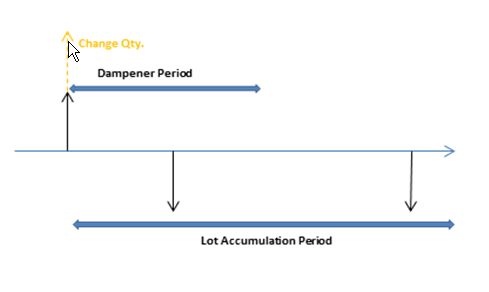 Change Qty.
Dampener Period
Lot Accumulation Period